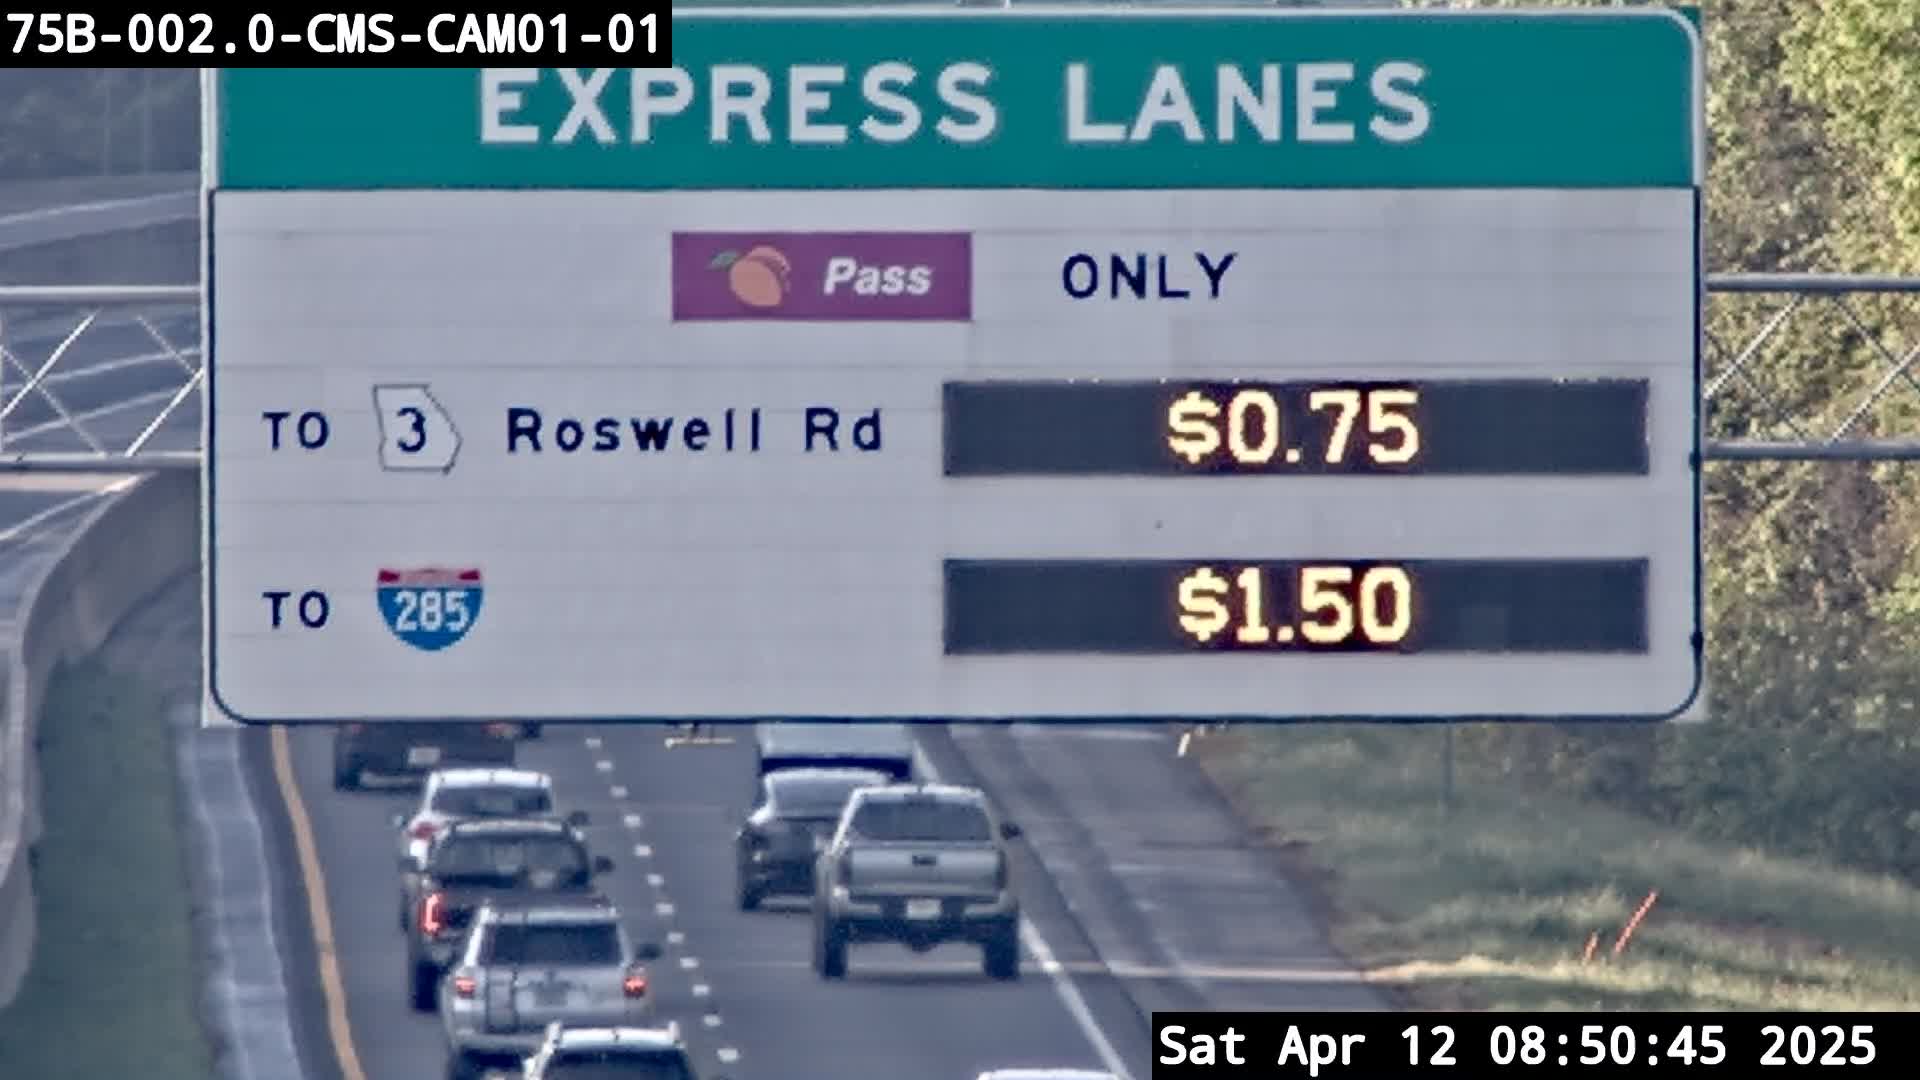 75B-002.0-CMS-CAM01-01
EXPRESS LANES
Pass ONLY
TO 3 Roswell Rd $0.75
TO 285 $1.50
Sat Apr 12 08:50:45 2025